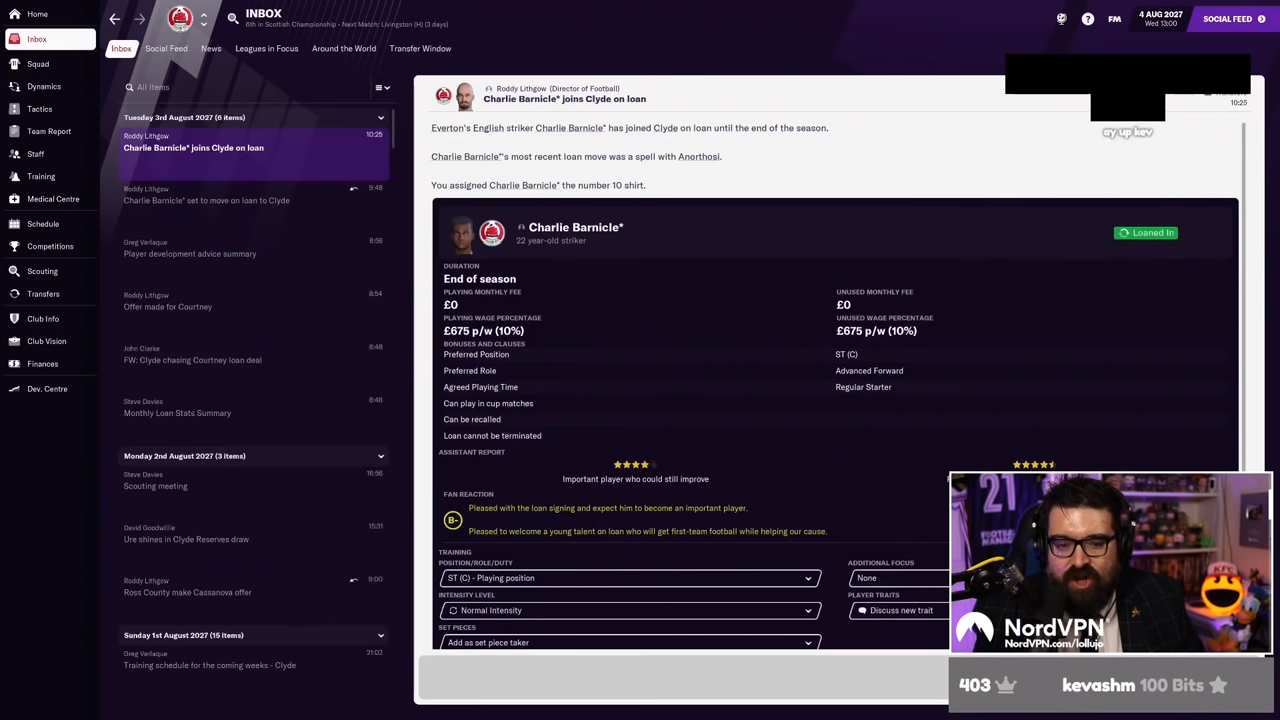 Home
INBOX
6th in Scottish Championship - Next Match: Livingston (H) (3 days)
FM
4 AUG 2027
Wed 13:00
SOCIAL FEED
Inbox
Squad
Dynamics
Tactics
Team Report
Staff
Training
Medical Centre
Schedule
Competitions
Scouting
Transfers
Club Info
Club Vision
Finances
Dev. Centre
Inbox
Social Feed
News
Leagues in Focus
Around the World
Transfer Window
All Items
Tuesday 3rd August 2027 (6 items)
Roddy Lithgow
10:25
Charlie Barnicle* joins Clyde on loan
Roddy Lithgow
9:48
Charlie Barnicle* set to move on loan to Clyde
Greg Verlaque
8:56
Player development advice summary
Roddy Lithgow
8:54
Offer made for Courtney
John Clarke
8:48
FW: Clyde chasing Courtney loan deal
Steve Davies
8:46
Monthly Loan Stats Summary
Monday 2nd August 2027 (3 items)
Steve Davies
16:56
Scouting meeting
David Goodwillie
15:31
Ure shines in Clyde Reserves draw
Roddy Lithgow
9:00
Ross County make Cassanova offer
Sunday 1st August 2027 (15 items)
Greg Verlaque
21:02
Training schedule for the coming weeks - Clyde
Roddy Lithgow (Director of Football)
Charlie Barnicle* joins Clyde on loan
10:25
ay up kev
Everton's English striker Charlie Barnicle* has joined Clyde on loan until the end of the season.
Charlie Barnicle*'s most recent loan move was a spell with Anorthosi.
You assigned Charlie Barnicle* the number 10 shirt.
Charlie Barnicle*
22 year-old striker
Loaned In
DURATION
End of season
PLAYING MONTHLY FEE
£0
UNUSED MONTHLY FEE
£0
PLAYING WAGE PERCENTAGE
£675 p/w (10%)
UNUSED WAGE PERCENTAGE
£675 p/w (10%)
BONUSES AND CLAUSES
Preferred Position
ST (C)
Preferred Role
Advanced Forward
Agreed Playing Time
Regular Starter
Can play in cup matches
Can be recalled
Loan cannot be terminated
ASSISTANT REPORT
Important player who could still improve
FAN REACTION
B-
Pleased with the loan signing and expect him to become an important player.
Pleased to welcome a young talent on loan who will get first-team football while helping our cause.
TRAINING
POSITION/ROLE/DUTY
ST (C) - Playing position
ADDITIONAL FOCUS
None
INTENSITY LEVEL
Normal Intensity
PLAYER TRAITS
Discuss new trait
SET PIECES
Add as set piece taker
21
KFC
NordVPN
NordVPN.com/lollujo
403
kevashm 100 Bits